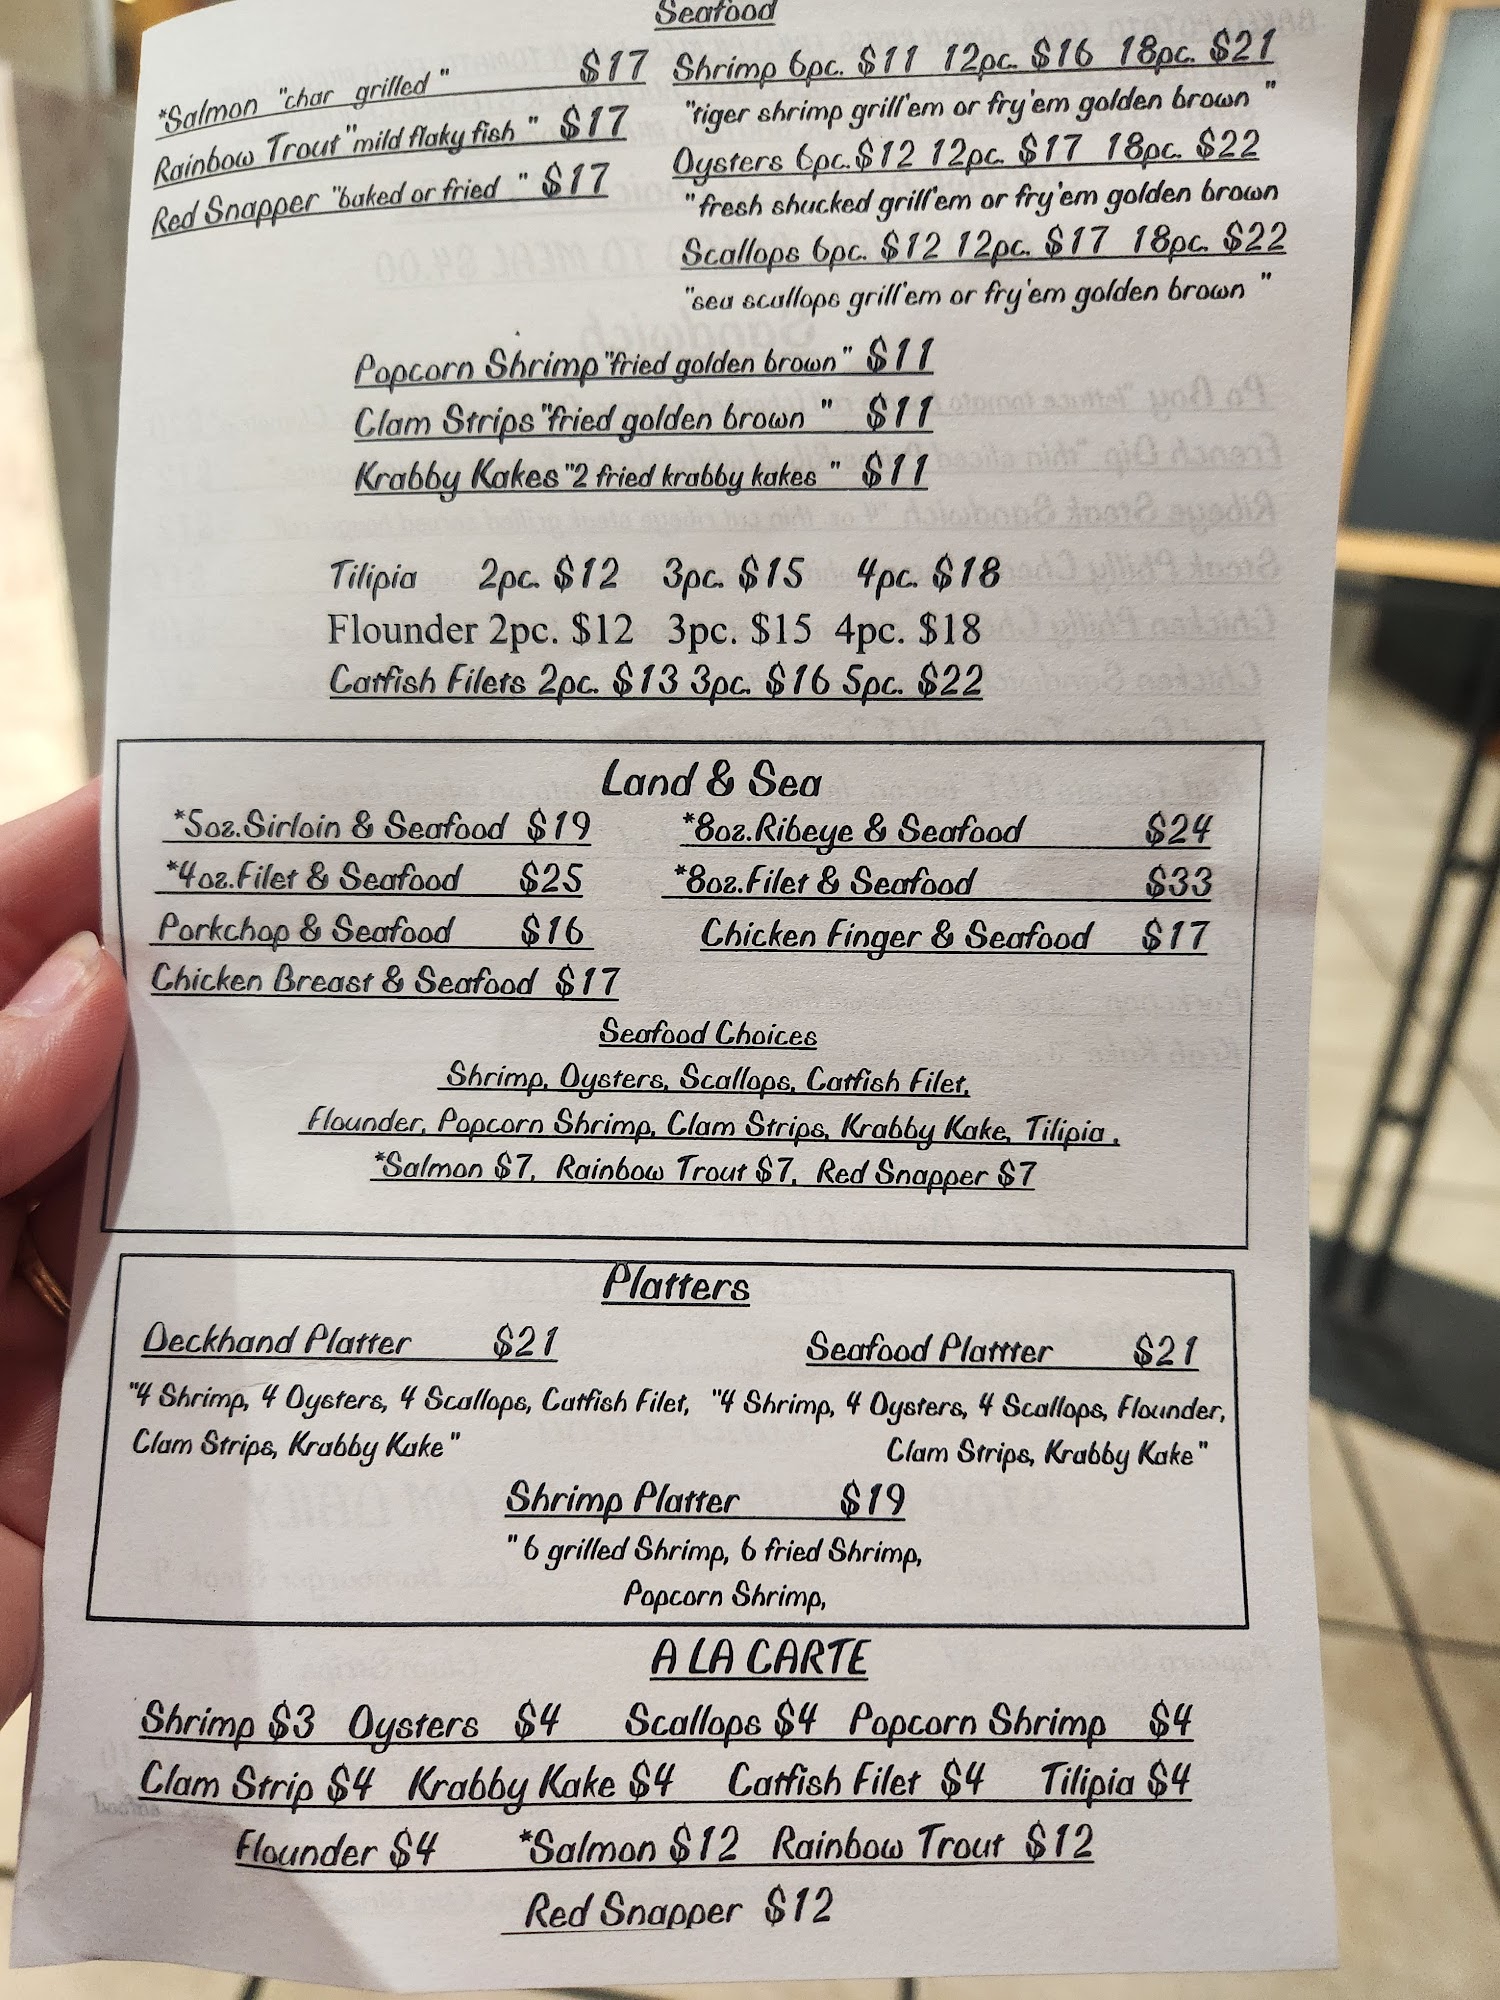 Seafood
*Salmon "char grilled " $17
Rainbow Trout "mild flaky fish " $17
Red Snapper "baked or fried " $17
Shrimp 6pc. $11 12pc. $16 18pc. $21
"tiger shrimp grill'em or fry'em golden brown "
Oysters 6pc. $12 12pc. $17 18pc. $22
"fresh shucked grill'em or fry'em golden brown
Scallops 6pc. $12 12pc. $17 18pc. $22
"sea scallops grill'em or fry'em golden brown "
Popcorn Shrimp "fried golden brown" $11
Clam Strips "fried golden brown " $11
Krabby Kakes "2 fried krabby kakes " $11
Tilipia 2pc. $12 3pc. $15 4pc. $18
Flounder 2pc. $12 3pc. $15 4pc. $18
Catfish Filets 2pc. $13 3pc. $16 5pc. $22
Land & Sea
*5oz.Sirloin & Seafood $19 *8oz.Ribeye & Seafood $24
*4oz.Filet & Seafood $25 *8oz.Filet & Seafood $33
Porkchop & Seafood $16 Chicken Finger & Seafood $17
Chicken Breast & Seafood $17
Seafood Choices
Shrimp, Oysters, Scallops, Catfish Filet,
Flounder, Popcorn Shrimp, Clam Strips, Krabby Kake, Tilipia ,
*Salmon $7, Rainbow Trout $7, Red Snapper $7
Platters
Deckhand Platter $21
"4 Shrimp, 4 Oysters, 4 Scallops, Catfish Filet,
Clam Strips, Krabby Kake"
Seafood Plattter $21
"4 Shrimp, 4 Oysters, 4 Scallops, Flounder,
Clam Strips, Krabby Kake"
Shrimp Platter $19
" 6 grilled Shrimp, 6 fried Shrimp,
Popcorn Shrimp,
A LA CARTE
Shrimp $3 Oysters $4 Scallops $4 Popcorn Shrimp $4
Clam Strip $4 Krabby Kake $4 Catfish Filet $4 Tilipia $4
Flounder $4 *Salmon $12 Rainbow Trout $12
Red Snapper $12